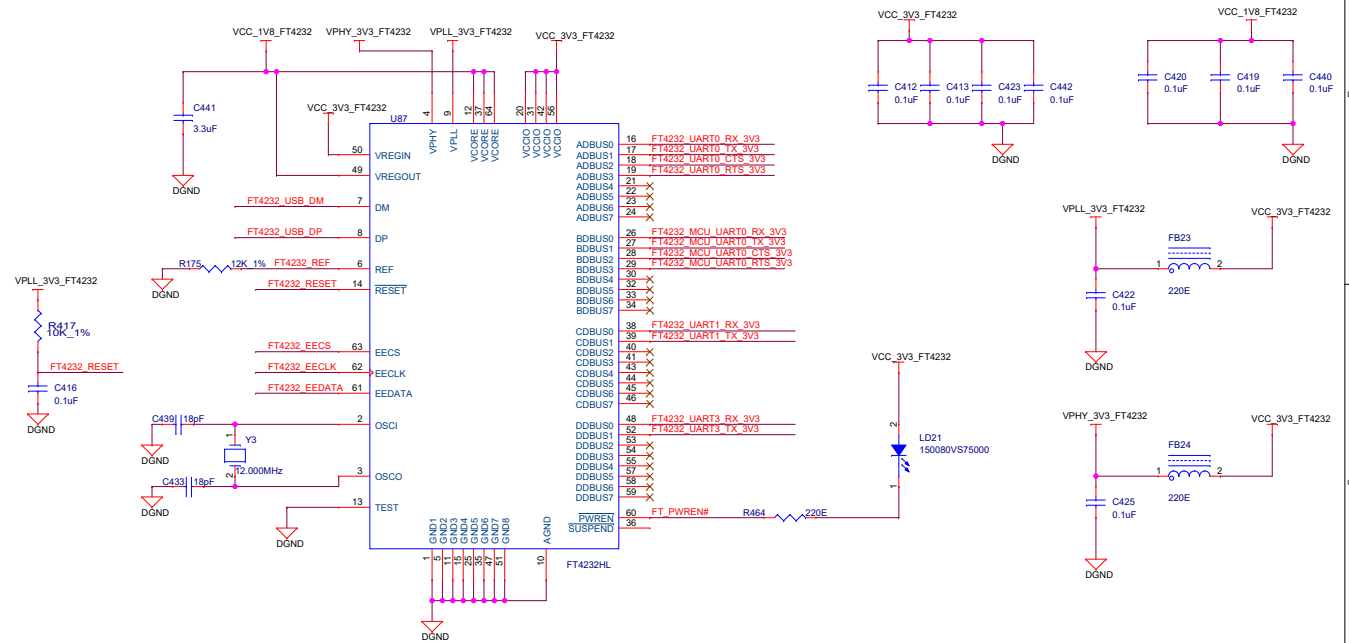 VCC_1V8_FT4232
VPHY_3V3_FT4232
VPLL_3V3_FT4232
VCC_3V3_FT4232
C441
3.3uF
DGND
VCC_3V3_FT4232
U87
4
9
12
37
64
20
31
42
56
VPHY
VPLL
VCORE
VCORE
VCORE
VCCIO
VCCIO
VCCIO
VCCIO
50
VREGIN
49
VREGOUT
FT4232_USB_DM
7
DM
FT4232_USB_DP
8
DP
R175
12K_1%
FT4232_REF
6
REF
DGND
FT4232_RESET
14
RESET
VPLL_3V3_FT4232
R417
10K_1%
FT4232_RESET
C416
0.1uF
DGND
FT4232_EECS
63
EECS
FT4232_EECLK
62
EECLK
FT4232_EEDATA
61
EEDATA
C439
18pF
2
OSCI
DGND
1
Y3
12.000MHz
2
3
OSCO
C433
18pF
DGND
13
TEST
DGND
ADBUS0
16
FT4232_UART0_RX_3V3
ADBUS1
17
FT4232_UART0_TX_3V3
ADBUS2
18
FT4232_UART0_CTS_3V3
ADBUS3
19
FT4232_UART0_RTS_3V3
ADBUS4
21
ADBUS5
22
ADBUS6
23
ADBUS7
24
BDBUS0
26
FT4232_MCU_UART0_RX_3V3
BDBUS1
27
FT4232_MCU_UART0_TX_3V3
BDBUS2
28
FT4232_MCU_UART0_CTS_3V3
BDBUS3
29
FT4232_MCU_UART0_RTS_3V3
BDBUS4
30
BDBUS5
32
BDBUS6
33
BDBUS7
34
CDBUS0
38
FT4232_UART1_RX_3V3
CDBUS1
39
FT4232_UART1_TX_3V3
CDBUS2
40
CDBUS3
41
CDBUS4
43
CDBUS5
44
CDBUS6
45
CDBUS7
46
DDBUS0
48
FT4232_UART3_RX_3V3
DDBUS1
52
FT4232_UART3_TX_3V3
DDBUS2
53
DDBUS3
54
DDBUS4
55
DDBUS5
57
DDBUS6
58
DDBUS7
59
PWREN
60
FT_PWREN#
SUSPEND
36
R464
220E
GND1
GND2
GND3
GND4
GND5
GND6
GND7
GND8
AGND
1
5
11
15
25
35
47
51
10
FT4232HL
DGND
VCC_3V3_FT4232
2
LD21
150080VS75000
1
VCC_3V3_FT4232
C412
0.1uF
C413
0.1uF
C423
0.1uF
C442
0.1uF
DGND
VCC_1V8_FT4232
C420
0.1uF
C419
0.1uF
C440
0.1uF
DGND
VPLL_3V3_FT4232
VCC_3V3_FT4232
FB23
1
2
220E
C422
0.1uF
DGND
VPHY_3V3_FT4232
VCC_3V3_FT4232
FB24
1
2
220E
C425
0.1uF
DGND